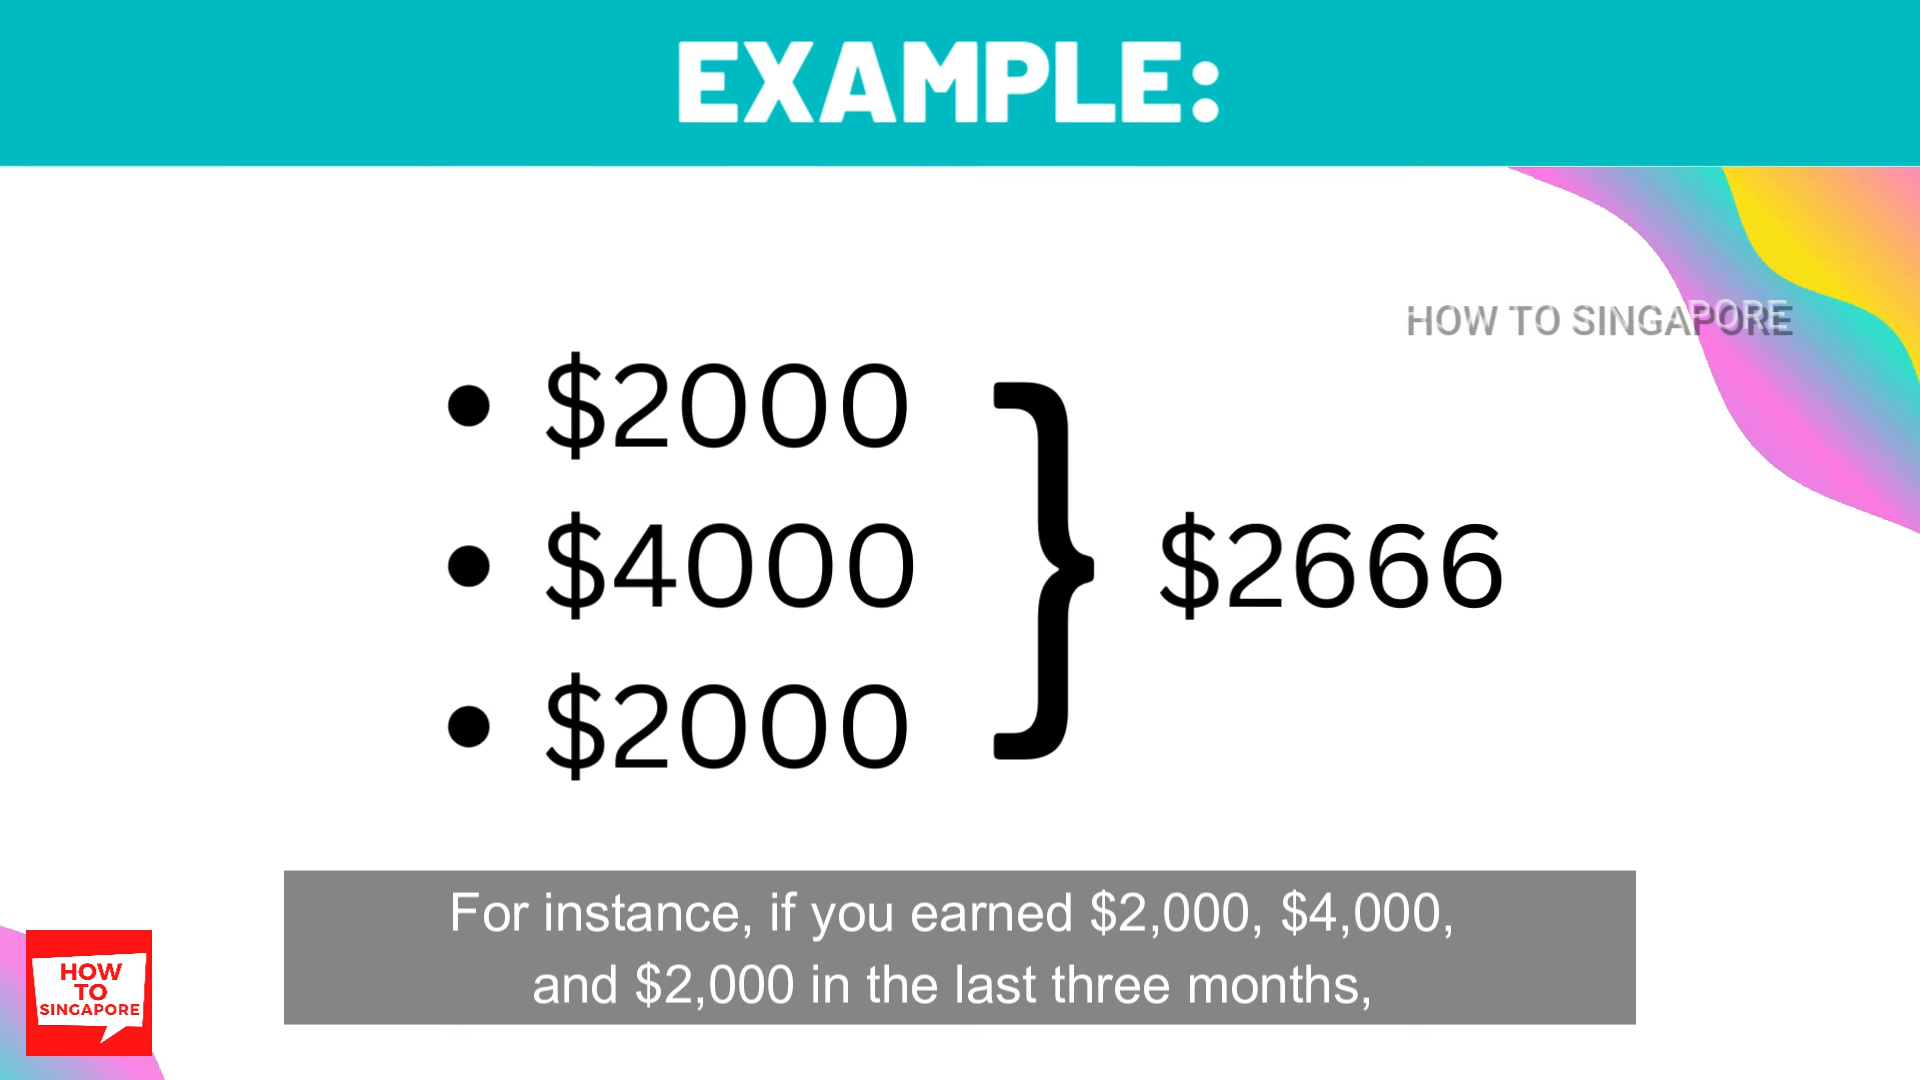 EXAMPLE:
HOW TO SINGAPORE
• $2000
• $4000
• $2000
} $2666
For instance, if you earned $2,000, $4,000,
and $2,000 in the last three months,
HOW
TO
SINGAPORE